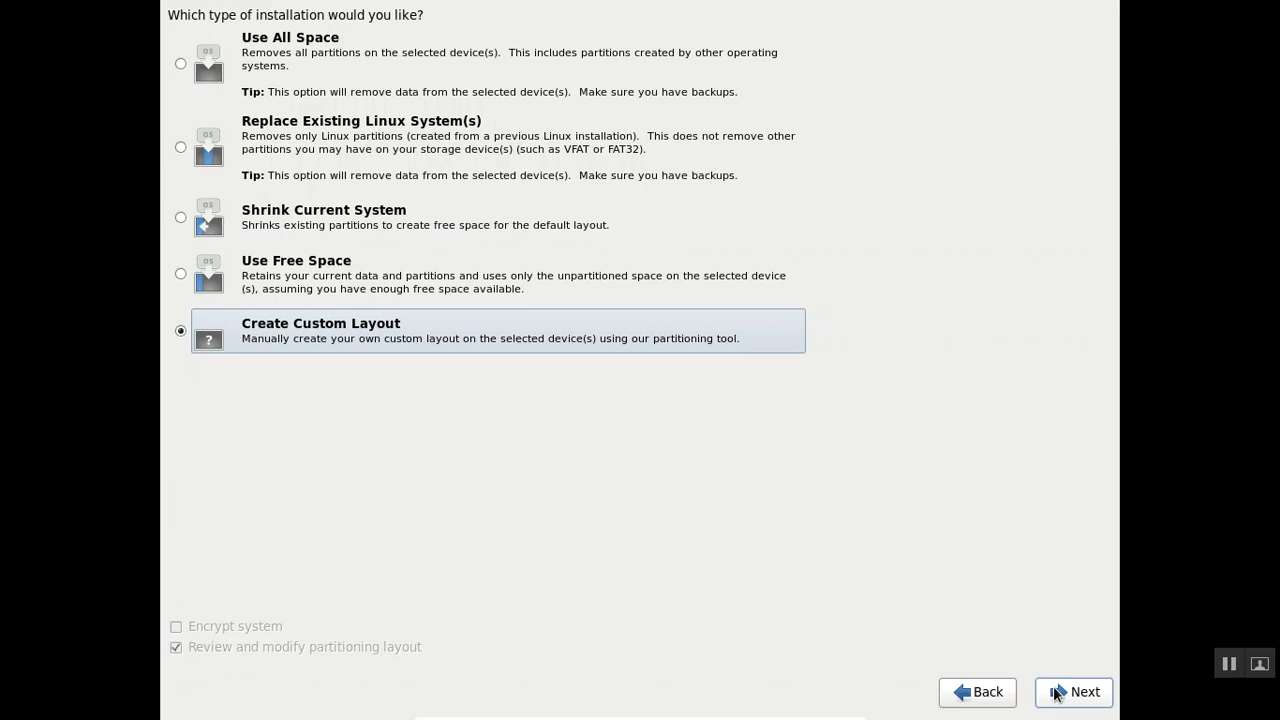 Which type of installation would you like?
OS
Use All Space
Removes all partitions on the selected device(s).  This includes partitions created by other operating
systems.
Tip: This option will remove data from the selected device(s).  Make sure you have backups.
OS
Replace Existing Linux System(s)
Removes only Linux partitions (created from a previous Linux installation).  This does not remove other
partitions you may have on your storage device(s) (such as VFAT or FAT32).
Tip: This option will remove data from the selected device(s).  Make sure you have backups.
OS
Shrink Current System
Shrinks existing partitions to create free space for the default layout.
OS
Use Free Space
Retains your current data and partitions and uses only the unpartitioned space on the selected device
(s), assuming you have enough free space available.
?
Create Custom Layout
Manually create your own custom layout on the selected device(s) using our partitioning tool.
Encrypt system
Review and modify partitioning layout
Back
Next